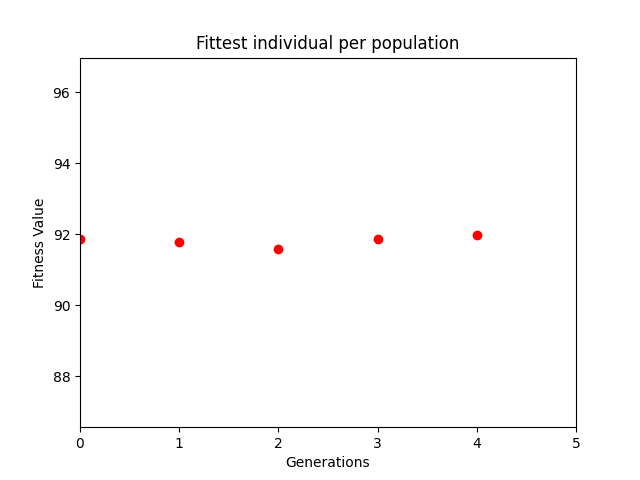 Fittest individual per population
Fitness Value
96
94
92
90
88
0 1 2 3 4 5
Generations